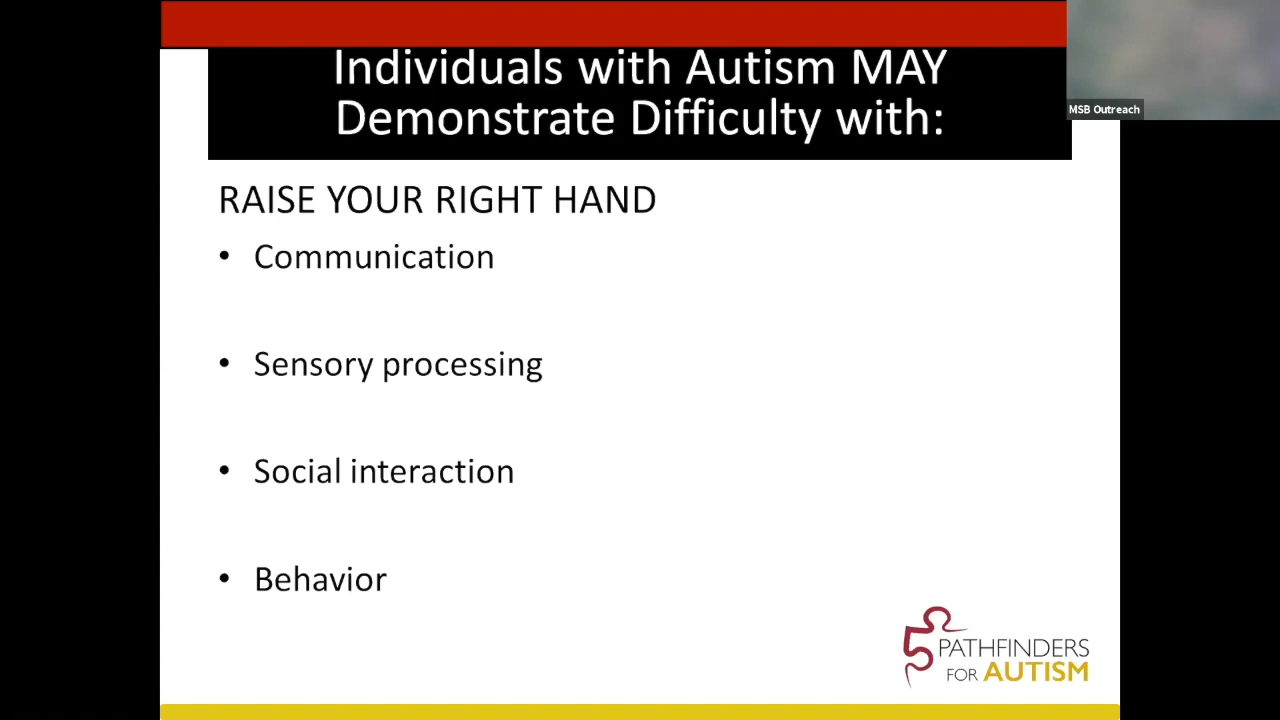 Individuals with Autism MAY
Demonstrate Difficulty with:
MSB Outreach
RAISE YOUR RIGHT HAND
• Communication
• Sensory processing
• Social interaction
• Behavior
PATHFINDERS
FOR AUTISM